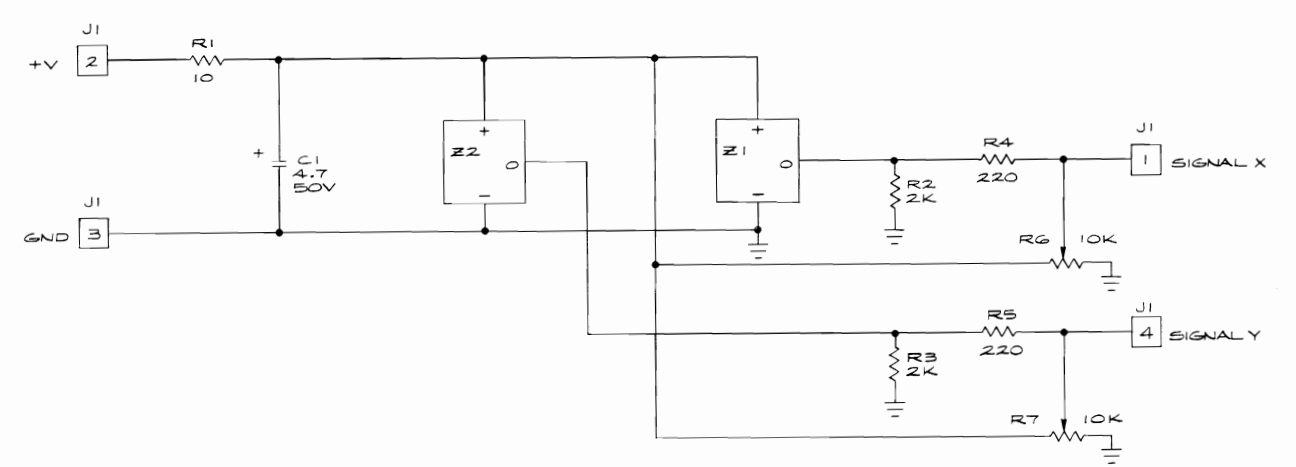 J1
R1
+V
2
10
J1
+
Z2
O
-
+
Z1
O
-
R4
220
J1
1
SIGNAL X
+
C1
4.7
50V
R2
2K
J1
GND
3
R6
10K
R5
220
J1
4
SIGNAL Y
R3
2K
R7
10K